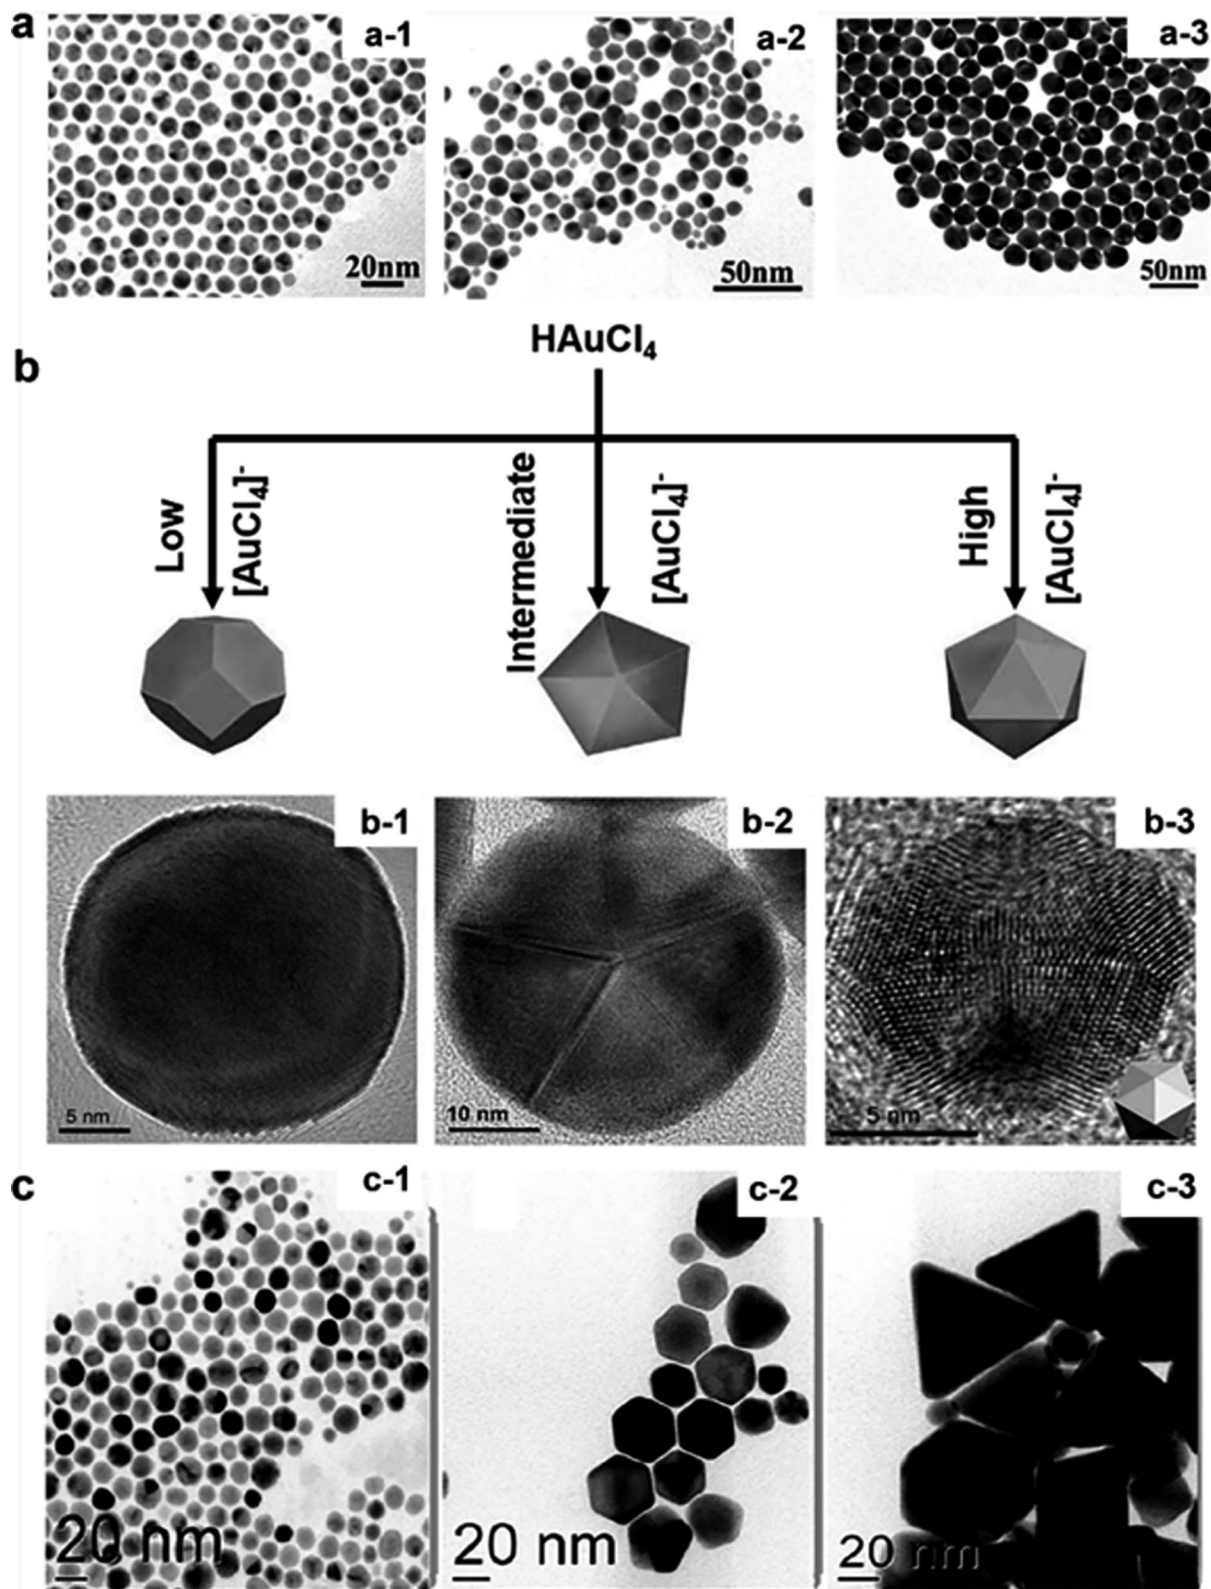 a
a-1
a-2
a-3
20nm
50nm
50nm
b
HAuCl₄
Low
[AuCl₄]⁻
Intermediate
[AuCl₄]⁻
High
[AuCl₄]⁻
b-1
b-2
b-3
5 nm
10 nm
5 nm
c
c-1
c-2
c-3
20 nm
20 nm
20 nm